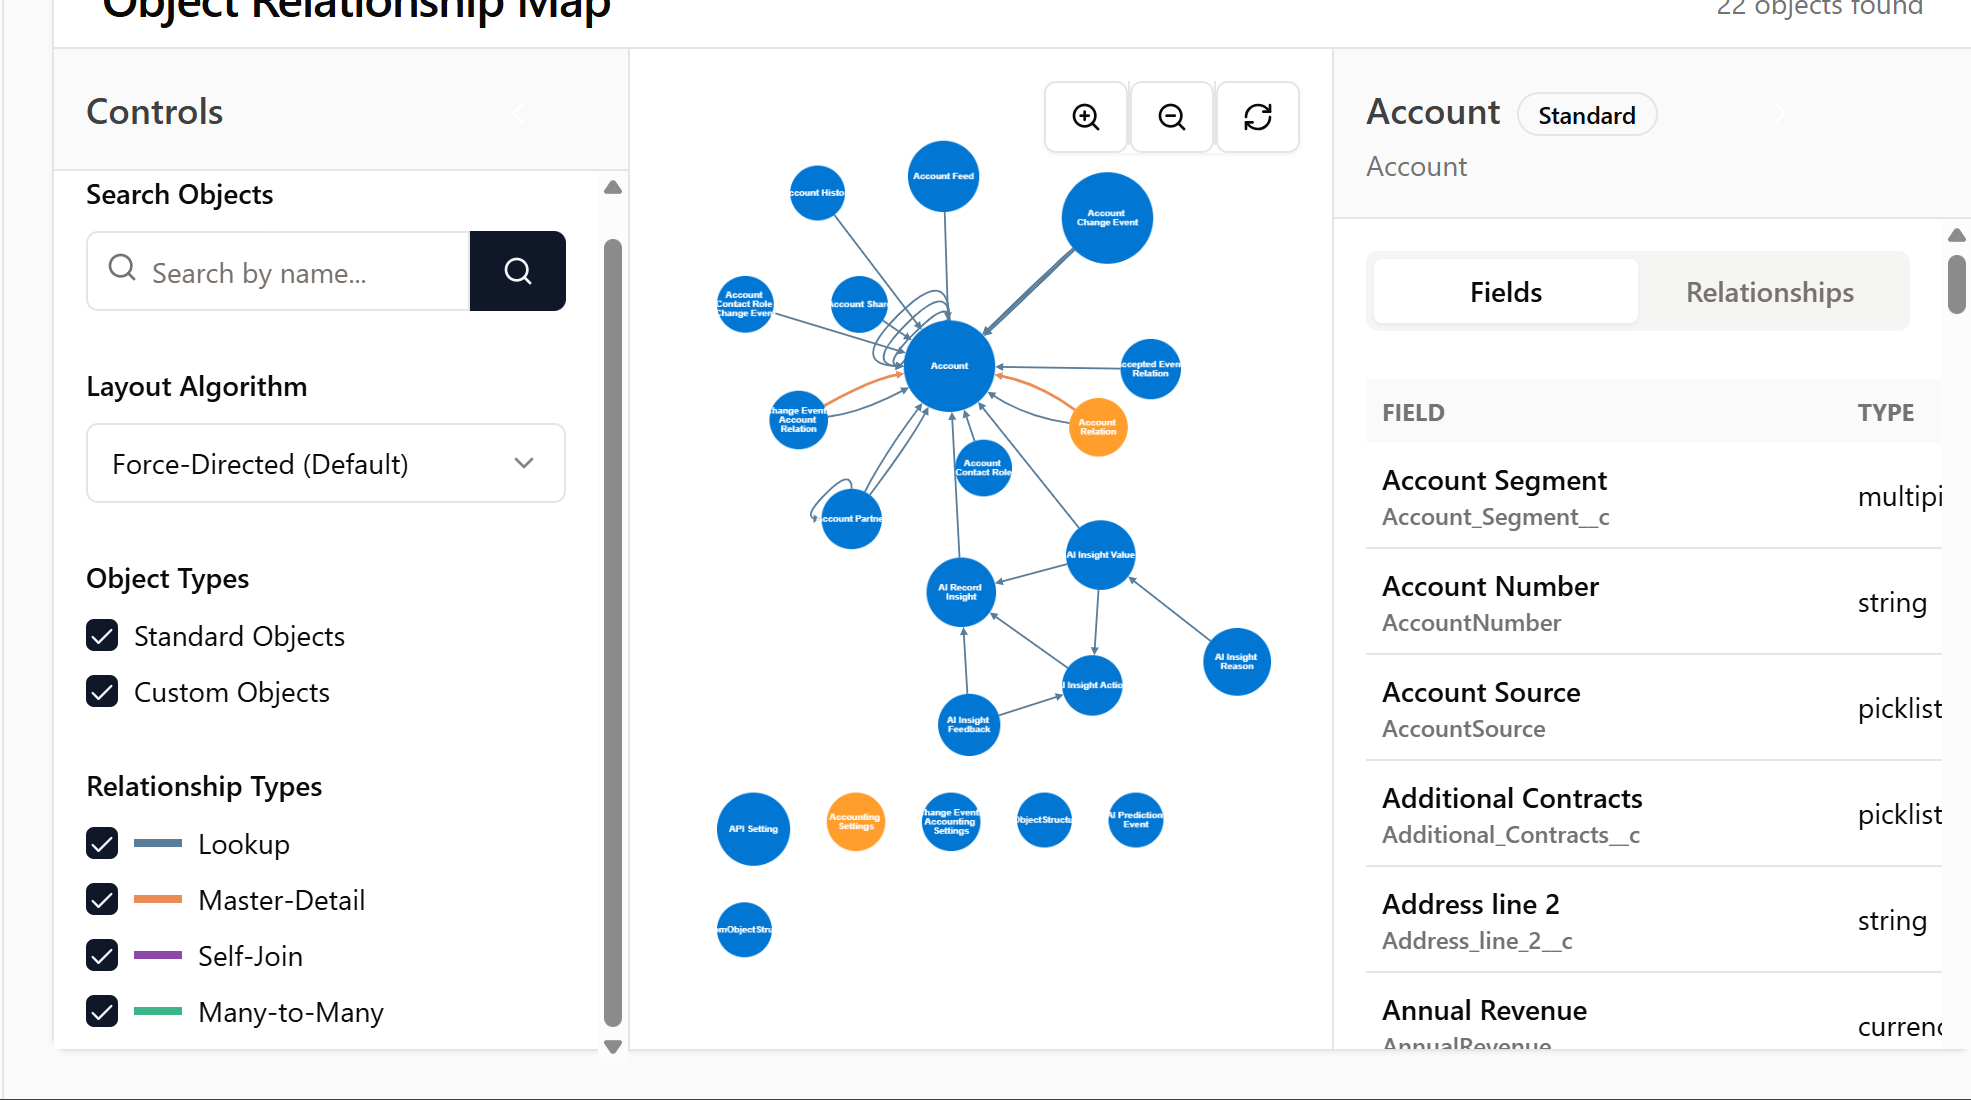 Object Relationship Map
22 objects found
Controls
Search Objects
Search by name...
Layout Algorithm
Force-Directed (Default)
Object Types
Standard Objects
Custom Objects
Relationship Types
Lookup
Master-Detail
Self-Join
Many-to-Many
ccount Histo
Account Feed
Account
Change Event
Account
Contact Role
Change Even
Account Shar
Account
ccepted Even
Relation
hange Event
Account
Relation
Account
Relation
Account
Contact Role
ccount Partne
AI Insight Value
AI Record
Insight
AI Insight
Reason
I Insight Actio
AI Insight
Feedback
API Setting
Accounting
Settings
hange Event
Accounting
Settings
ObjectStructu
AI Prediction
Event
mObjectStru
Account
Standard
Account
Fields
Relationships
FIELD
TYPE
Account Segment
Account_Segment__c
multipi
Account Number
AccountNumber
string
Account Source
AccountSource
picklist
Additional Contracts
Additional_Contracts__c
picklist
Address line 2
Address_line_2__c
string
Annual Revenue
AnnualRevenue
currenc